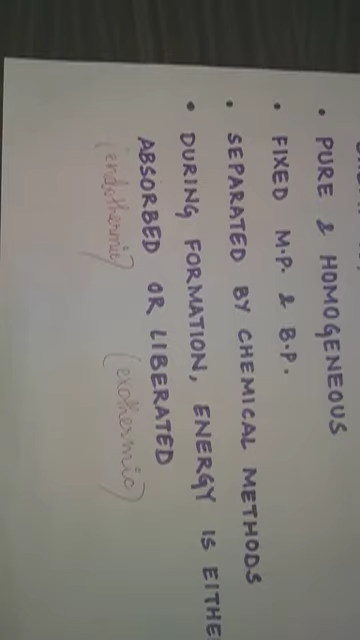 • PURE & HOMOGENEOUS
• FIXED M.P. & B.P.
• SEPARATED BY CHEMICAL METHODS
• DURING FORMATION, ENERGY IS EITHE
ABSORBED OR LIBERATED
(endothermic) (exothermic)